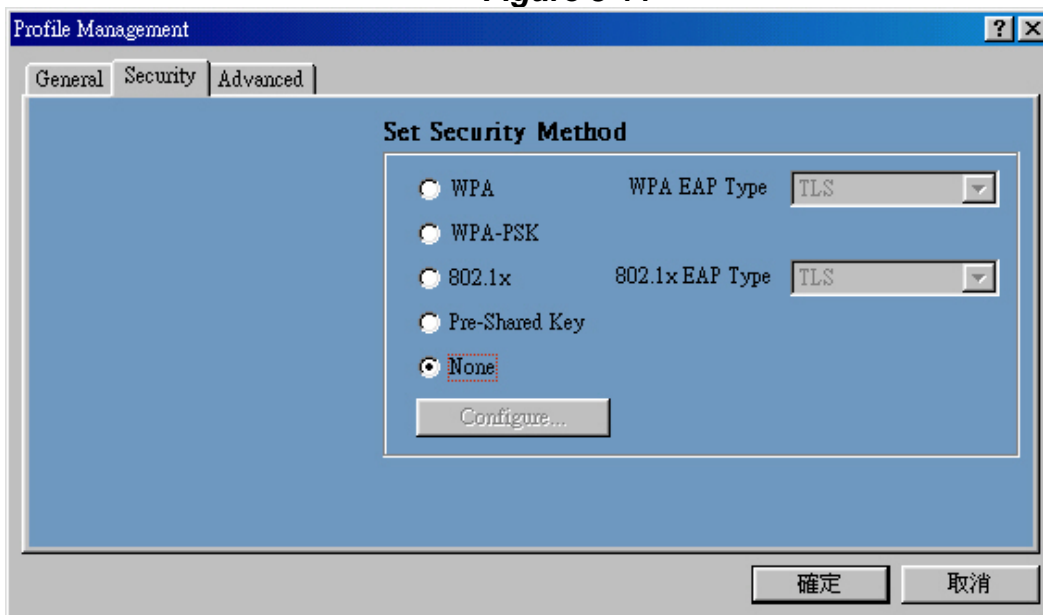 Profile Management
General Security Advanced
Set Security Method
WPA WPA EAP Type TLS
WPA-PSK
802.1x 802.1x EAP Type TLS
Pre-Shared Key
None
Configure...
確定 取消